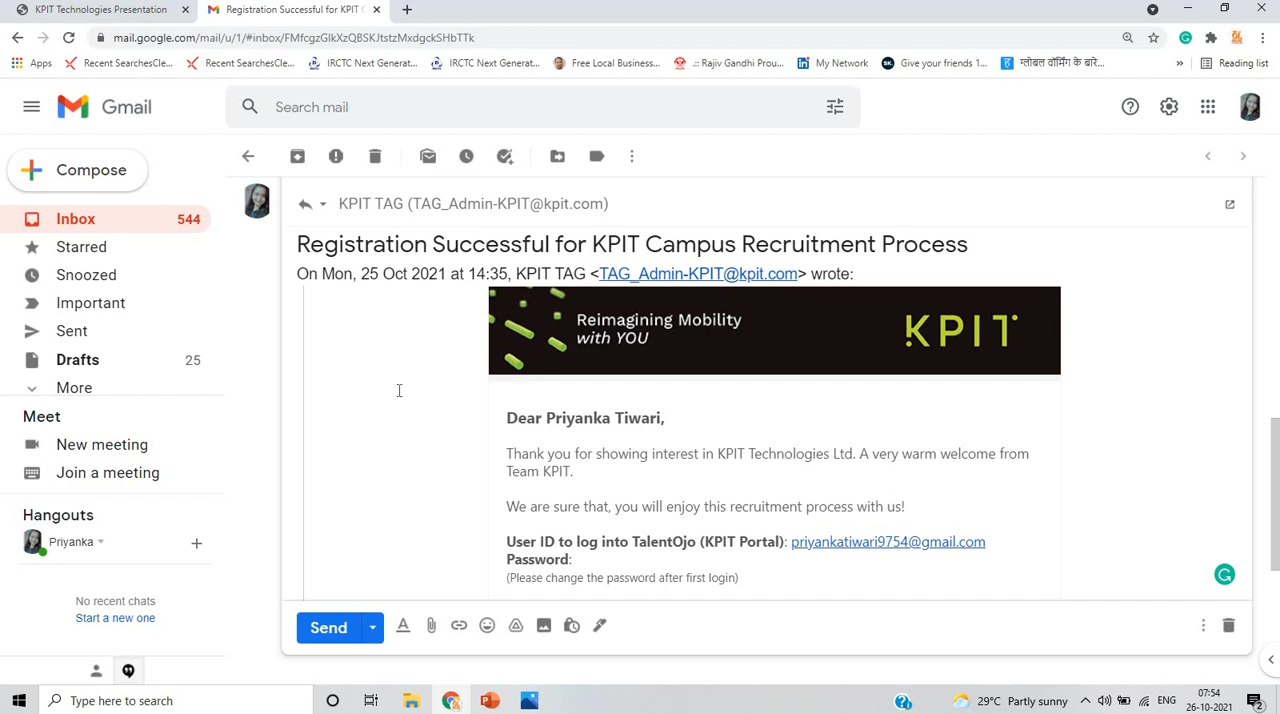 KPIT Technologies Presentation
Registration Successful for KPIT C
mail.google.com/mail/u/1/#inbox/FMfcgzGlkXzQBSKJtstzMxdgckSHbTTk
Apps Recent SearchesCle... Recent SearchesCle... IRCTC Next Generat... IRCTC Next Generat... Free Local Business... .:: Rajiv Gandhi Prou... My Network Give your friends 1... ग्लोबल वॉर्मिंग के बारे... » Reading list
Gmail
Search mail
Compose
Inbox 544
Starred
Snoozed
Important
Sent
Drafts 25
More
Meet
New meeting
Join a meeting
Hangouts
Priyanka
No recent chats
Start a new one
KPIT TAG (TAG_Admin-KPIT@kpit.com)
Registration Successful for KPIT Campus Recruitment Process
On Mon, 25 Oct 2021 at 14:35, KPIT TAG <TAG_Admin-KPIT@kpit.com> wrote:
Reimagining Mobility
with YOU
KPIT
Dear Priyanka Tiwari,
Thank you for showing interest in KPIT Technologies Ltd. A very warm welcome from
Team KPIT.
We are sure that, you will enjoy this recruitment process with us!
User ID to log into TalentOjo (KPIT Portal): priyankatiwari9754@gmail.com
Password:
(Please change the password after first login)
Send
Type here to search
29°C Partly sunny
ENG
07:54
26-10-2021
2